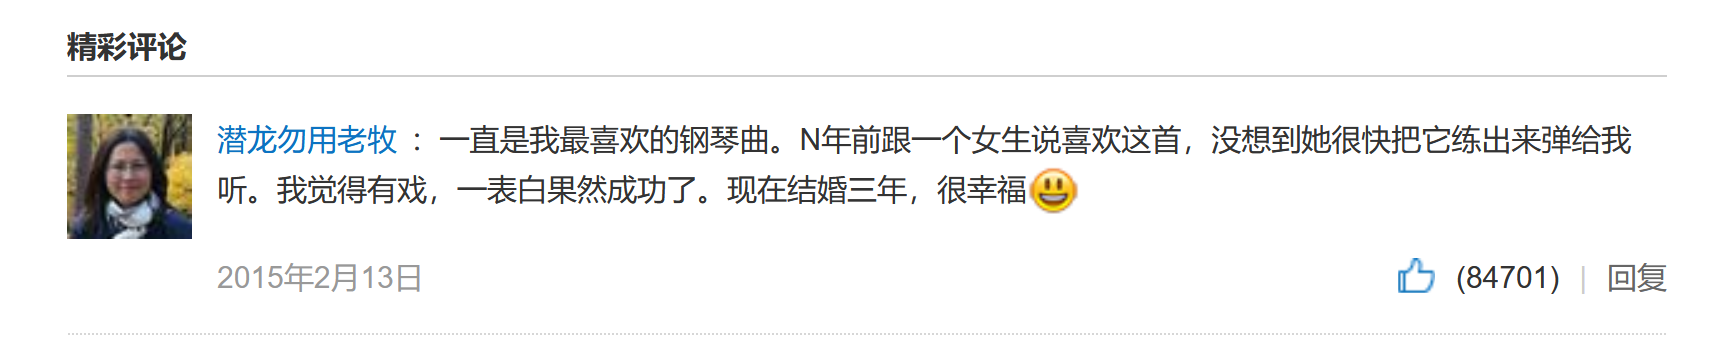 精彩评论
潜龙勿用老牧 ：一直是我最喜欢的钢琴曲。N年前跟一个女生说喜欢这首，没想到她很快把它练出来弹给我
听。我觉得有戏，一表白果然成功了。现在结婚三年，很幸福
2015年2月13日 (84701) | 回复